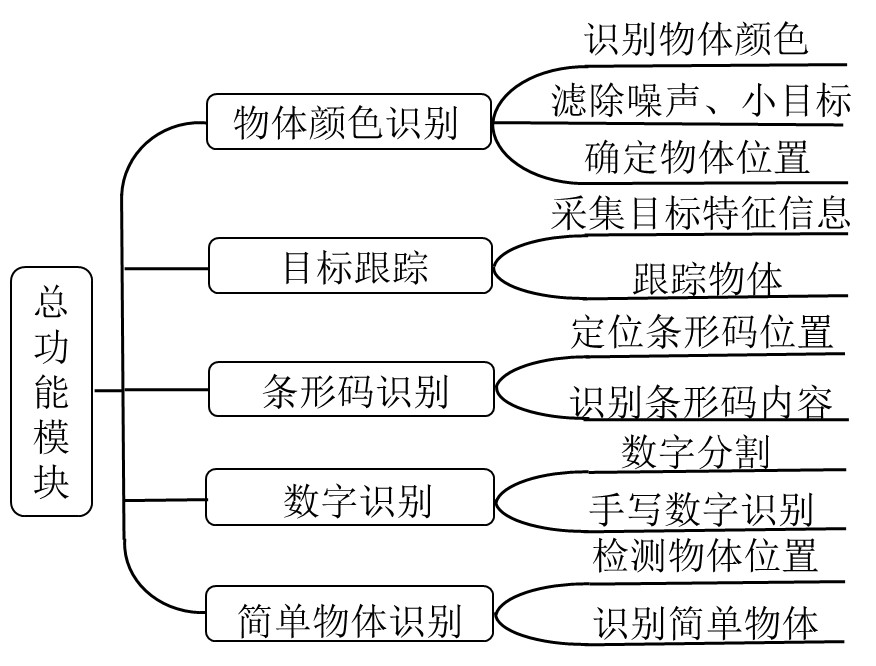 总功能模块
物体颜色识别
识别物体颜色
滤除噪声、小目标
确定物体位置
目标跟踪
采集目标特征信息
跟踪物体
条形码识别
定位条形码位置
识别条形码内容
数字识别
数字分割
手写数字识别
简单物体识别
检测物体位置
识别简单物体